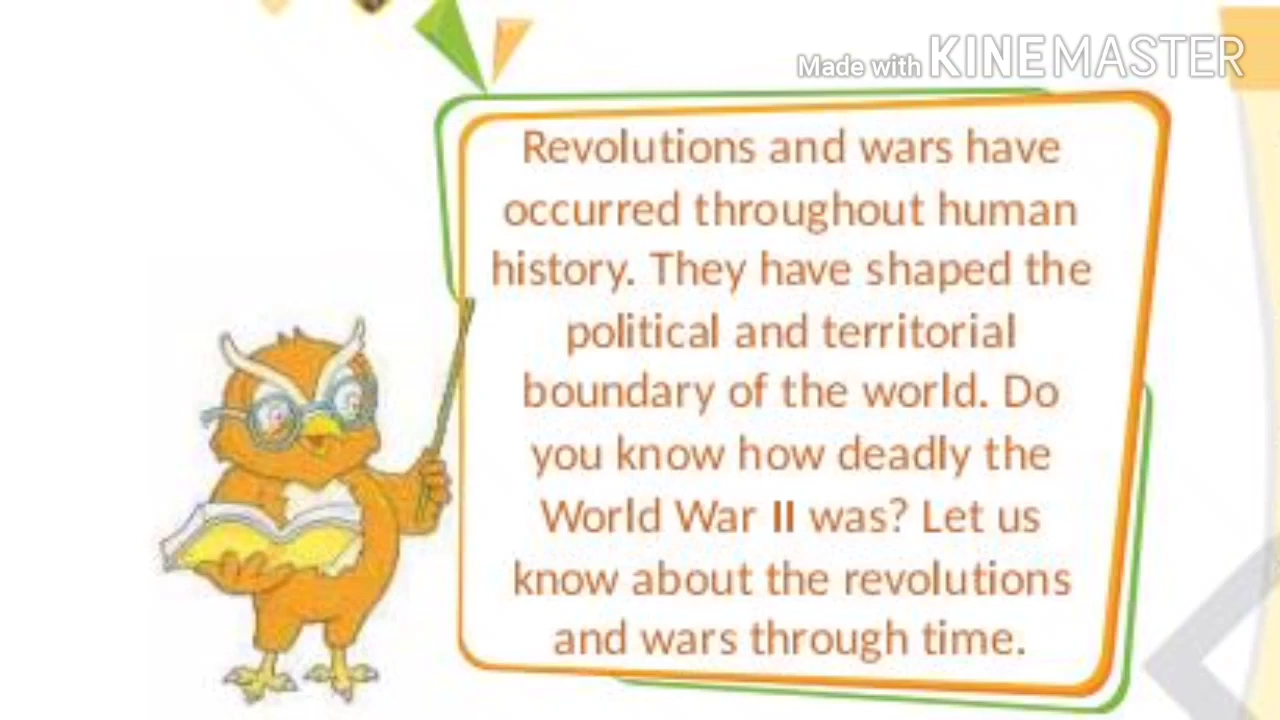 Made with KINEMASTER
Revolutions and wars have
occurred throughout human
history. They have shaped the
political and territorial
boundary of the world. Do
you know how deadly the
World War II was? Let us
know about the revolutions
and wars through time.